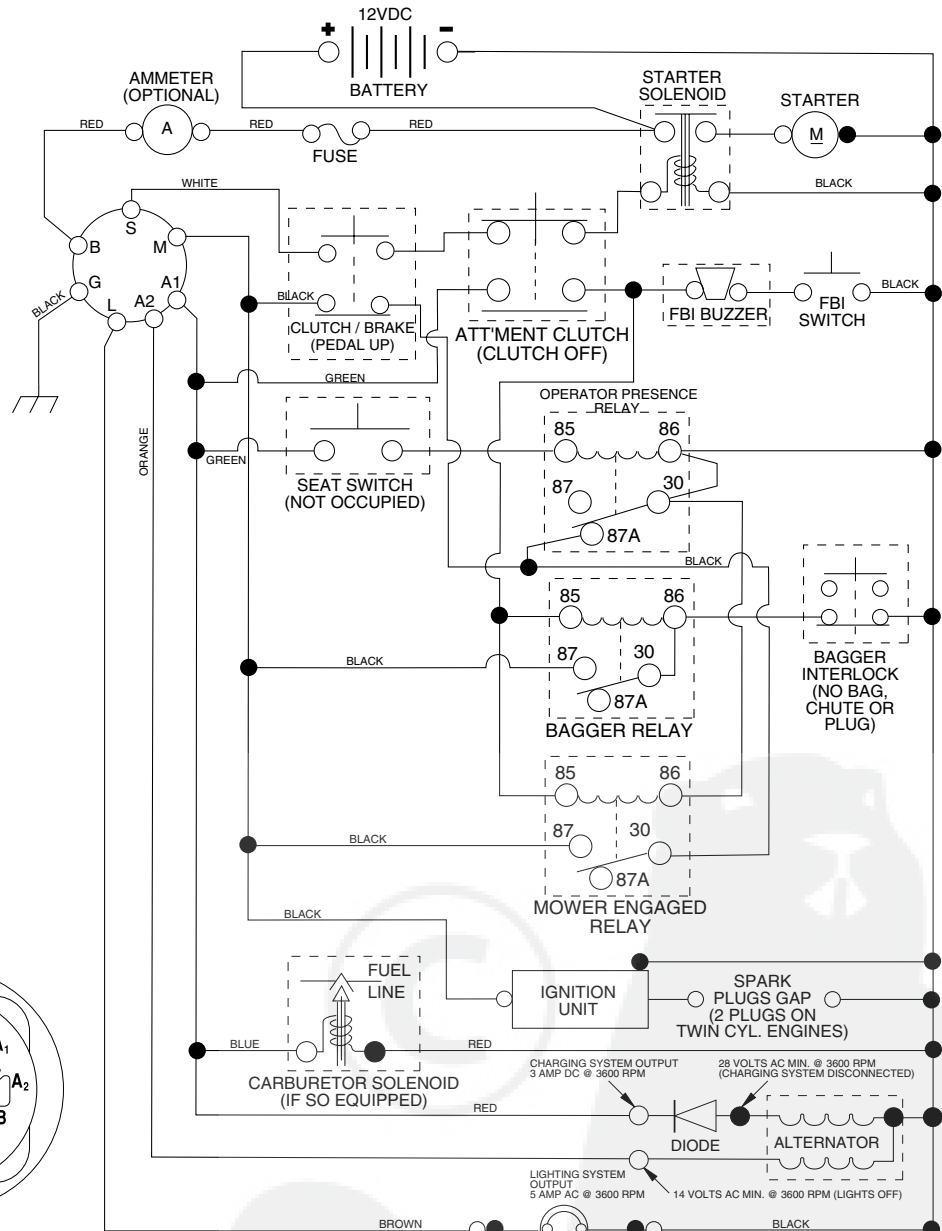 12VDC
+ -
BATTERY
AMMETER
(OPTIONAL)
A
RED
RED
FUSE
RED
STARTER
SOLENOID
STARTER
M
BLACK
WHITE
S
B
M
G
A1
L
A2
BLACK
BLACK
CLUTCH / BRAKE
(PEDAL UP)
ATT'MENT CLUTCH
(CLUTCH OFF)
FBI BUZZER
FBI
SWITCH
BLACK
GREEN
ORANGE
GREEN
SEAT SWITCH
(NOT OCCUPIED)
OPERATOR PRESENCE
RELAY
85 86
87 30
87A
BLACK
85 86
87 30
87A
BLACK
BAGGER RELAY
BAGGER
INTERLOCK
(NO BAG,
CHUTE OR
PLUG)
85 86
87 30
87A
BLACK
MOWER ENGAGED
RELAY
BLACK
©
FUEL
LINE
BLUE
RED
CARBURETOR SOLENOID
(IF SO EQUIPPED)
IGNITION
UNIT
SPARK
PLUGS GAP
(2 PLUGS ON
TWIN CYL. ENGINES)
CHARGING SYSTEM OUTPUT
3 AMP DC @ 3600 RPM
28 VOLTS AC MIN. @ 3600 RPM
(CHARGING SYSTEM DISCONNECTED)
RED
DIODE
ALTERNATOR
LIGHTING SYSTEM
OUTPUT
5 AMP AC @ 3600 RPM
14 VOLTS AC MIN. @ 3600 RPM (LIGHTS OFF)
BROWN
BLACK
A2